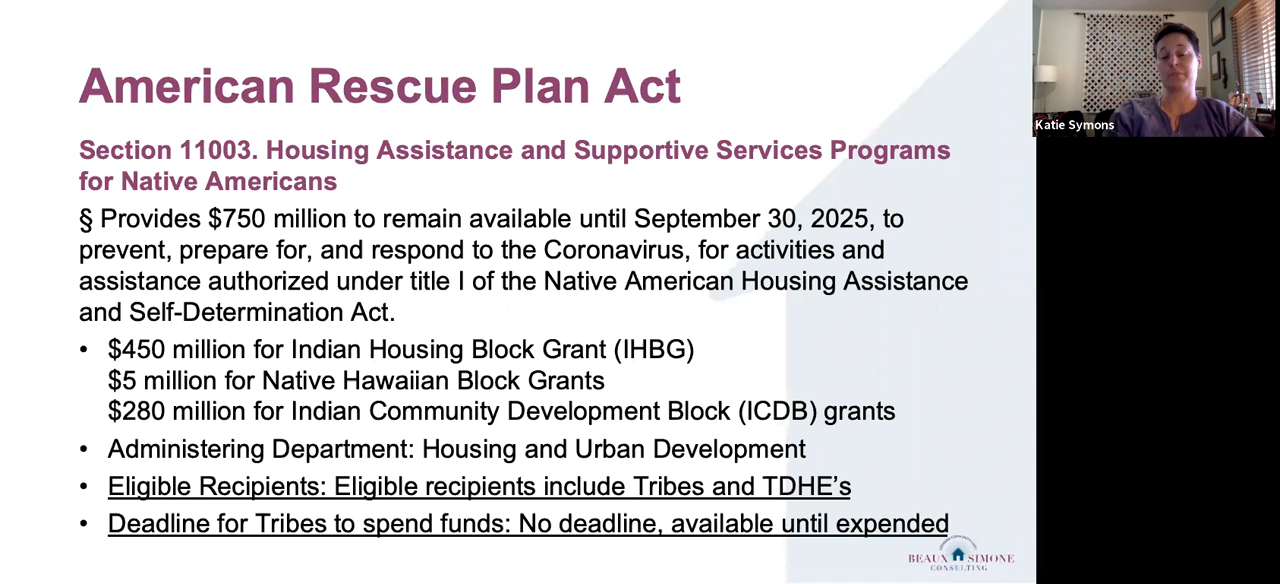 American Rescue Plan Act
Section 11003. Housing Assistance and Supportive Services Programs
for Native Americans
§ Provides $750 million to remain available until September 30, 2025, to
prevent, prepare for, and respond to the Coronavirus, for activities and
assistance authorized under title I of the Native American Housing Assistance
and Self-Determination Act.
• $450 million for Indian Housing Block Grant (IHBG)
$5 million for Native Hawaiian Block Grants
$280 million for Indian Community Development Block (ICDB) grants
• Administering Department: Housing and Urban Development
• Eligible Recipients: Eligible recipients include Tribes and TDHE’s
• Deadline for Tribes to spend funds: No deadline, available until expended
BEAUX SIMONE
CONSULTING
Katie Symons